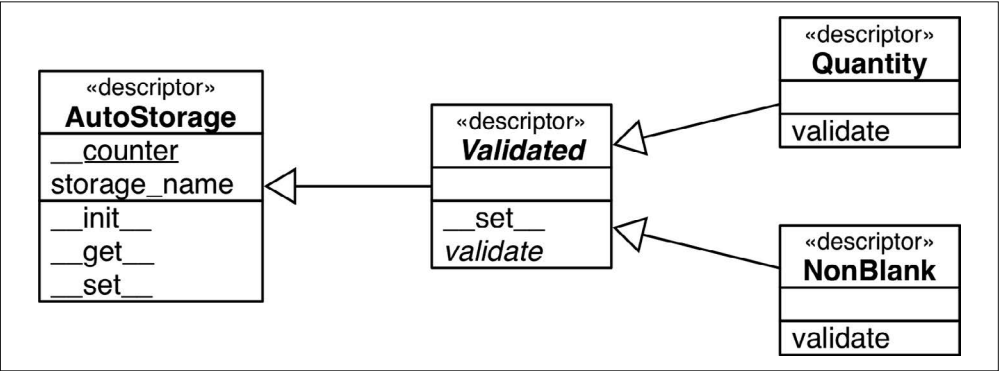 «descriptor»
AutoStorage
__counter
storage_name
__init__
__get__
__set__
«descriptor»
Validated
__set__
validate
«descriptor»
Quantity
validate
«descriptor»
NonBlank
validate